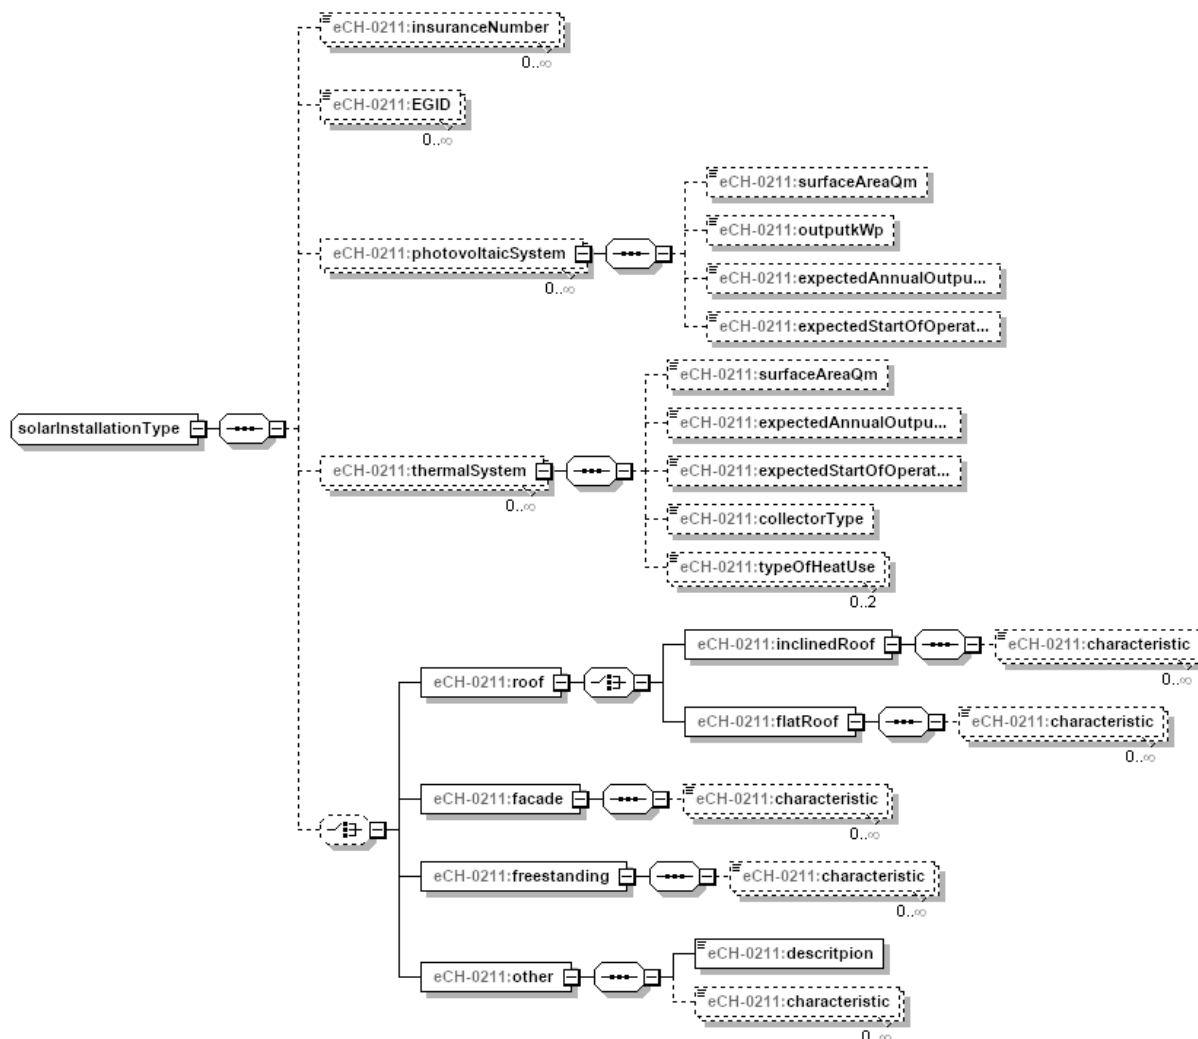 eCH-0211:insuranceNumber
0..∞
eCH-0211:EGID
0..∞
eCH-0211:surfaceAreaQm
eCH-0211:outputkWp
eCH-0211:photovoltaicSystem
0..∞
eCH-0211:expectedAnnualOutpu...
eCH-0211:expectedStartOfOperat...
eCH-0211:surfaceAreaQm
eCH-0211:expectedAnnualOutpu...
solarInstallationType
eCH-0211:thermalSystem
0..∞
eCH-0211:expectedStartOfOperat...
eCH-0211:collectorType
eCH-0211:typeOfHeatUse
0..2
eCH-0211:inclinedRoof
eCH-0211:characteristic
0..∞
eCH-0211:roof
eCH-0211:flatRoof
eCH-0211:characteristic
0..∞
eCH-0211:facade
eCH-0211:characteristic
0..∞
eCH-0211:freestanding
eCH-0211:characteristic
0..∞
eCH-0211:other
eCH-0211:descritpion
eCH-0211:characteristic
0..∞